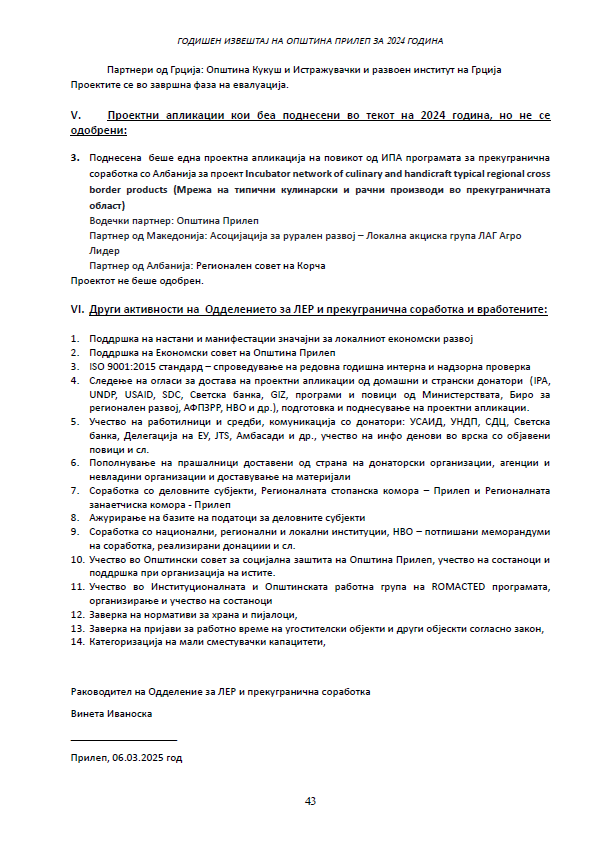 ГОДИШЕН ИЗВЕШТАЈ НА ОПШТИНА ПРИЛЕП ЗА 2024 ГОДИНА
Партнери од Грција: Општина Кукуш и Истражувачки и развоен институт на Грција
Проектите се во завршна фаза на евалуација.
V. Проектни апликации кои беа поднесени во текот на 2024 година, но не се
одобрени:
3. Поднесена беше една проектна апликација на повикот од ИПА програмата за прекугранична
соработка со Албанија за проект Incubator network of culinary and handicraft typical regional cross
border products (Мрежа на типични кулинарски и рачни производи во прекуграничната
област)
Водечки партнер: Општина Прилеп
Партнер од Македонија: Асоцијација за рурален развој – Локална акциска група ЛАГ Агро
Лидер
Партнер од Албанија: Регионален совет на Корча
Проектот не беше одобрен.
VI. Други активности на Одделението за ЛЕР и прекугранична соработка и вработените:
1. Поддршка на настани и манифестации значајни за локалниот економски развој
2. Поддршка на Економски совет на Општина Прилеп
3. ISO 9001:2015 стандард – спроведување на редовна годишна интерна и надзорна проверка
4. Следење на огласи за достава на проектни апликации од домашни и странски донатори (IPA,
UNDP, USAID, SDC, Светска банка, GIZ, програми и повици од Министерствата, Биро за
регионален развој, АФПЗРР, НВО и др.), подготовка и поднесување на проектни апликации.
5. Учество на работилници и средби, комуникација со донатори: УСАИД, УНДП, СДЦ, Светска
банка, Делегација на ЕУ, JTS, Амбасади и др., учество на инфо денови во врска со објавени
повици и сл.
6. Пополнување на прашалници доставени од страна на донаторски организации, агенции и
невладини организации и доставување на материјали
7. Соработка со деловните субјекти, Регионалната стопанска комора – Прилеп и Регионалната
занаетчиска комора - Прилеп
8. Ажурирање на базите на податоци за деловните субјекти
9. Соработка со национални, регионални и локални институции, НВО – потпишани меморандуми
на соработка, реализирани донациии и сл.
10. Учество во Општински совет за социјална заштита на Општина Прилеп, учество на состаноци и
поддршка при организација на истите.
11. Учество во Институционалната и Општинската работна група на ROMACTED програмата,
организирање и учество на состаноци
12. Заверка на нормативи за храна и пијалоци,
13. Заверка на пријави за работно време на угостителски објекти и други објескти согласно закон,
14. Категоризација на мали сместувачки капацитети,
Раководител на Одделение за ЛЕР и прекугранична соработка
Винета Иваноска
Прилеп, 06.03.2025 год
43